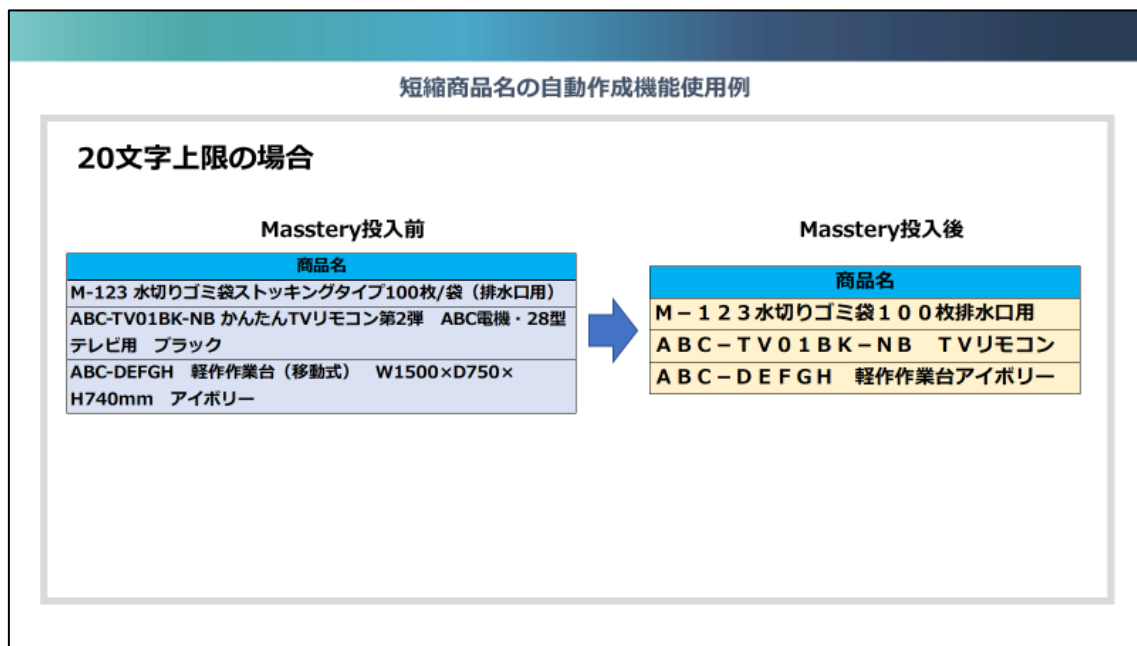 短縮商品名の自動作成機能使用例
20文字上限の場合
Masstery投入前
商品名
M-123 水切りゴミ袋ストッキングタイプ100枚/袋（排水口用）
ABC-TV01BK-NB かんたんTVリモコン第2弾　ABC電機・28型
テレビ用　ブラック
ABC-DEFGH　軽作作業台（移動式）　W1500×D750×
H740mm　アイボリー
Masstery投入後
商品名
Ｍ－１２３水切りゴミ袋１００枚排水口用
ＡＢＣ－ＴＶ０１ＢＫ－ＮＢ　ＴＶリモコン
ＡＢＣ－ＤＥＦＧＨ　軽作作業台アイボリー